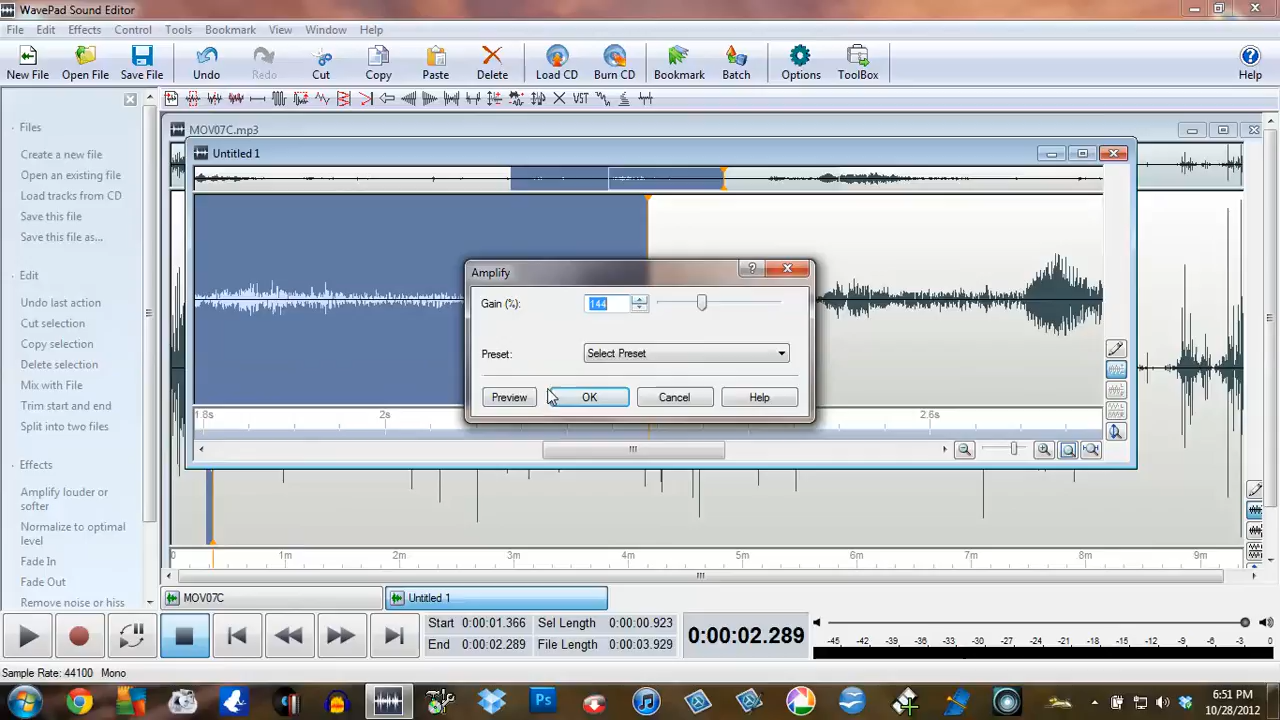 WavePad Sound Editor
File Edit Effects Control Tools Bookmark View Window Help
New File Open File Save File Undo Redo Cut Copy Paste Delete Load CD Burn CD Bookmark Batch Options ToolBox Help
VST
Files
Create a new file
Open an existing file
Load tracks from CD
Save this file
Save this file as...
Edit
Undo last action
Cut selection
Copy selection
Delete selection
Mix with File
Trim start and end
Split into two files
Effects
Amplify louder or
softer
Normalize to optimal
level
Fade In
Fade Out
Remove noise or hiss
MOV07C.mp3
Untitled 1
Amplify
Gain (%): 144
Preset: Select Preset
Preview OK Cancel Help
1.8s 2s 2.6s
0 1m 2m 3m 4m 5m 6m 7m 8m 9m
MOV07C Untitled 1
Start 0:00:01.366 Sel Length 0:00:00.923
End 0:00:02.289 File Length 0:00:03.929
0:00:02.289
-45 -42 -39 -36 -33 -30 -27 -24 -21 -18 -15 -12 -9 -6 -3 0
Sample Rate: 44100 Mono
Ps
6:51 PM
10/28/2012